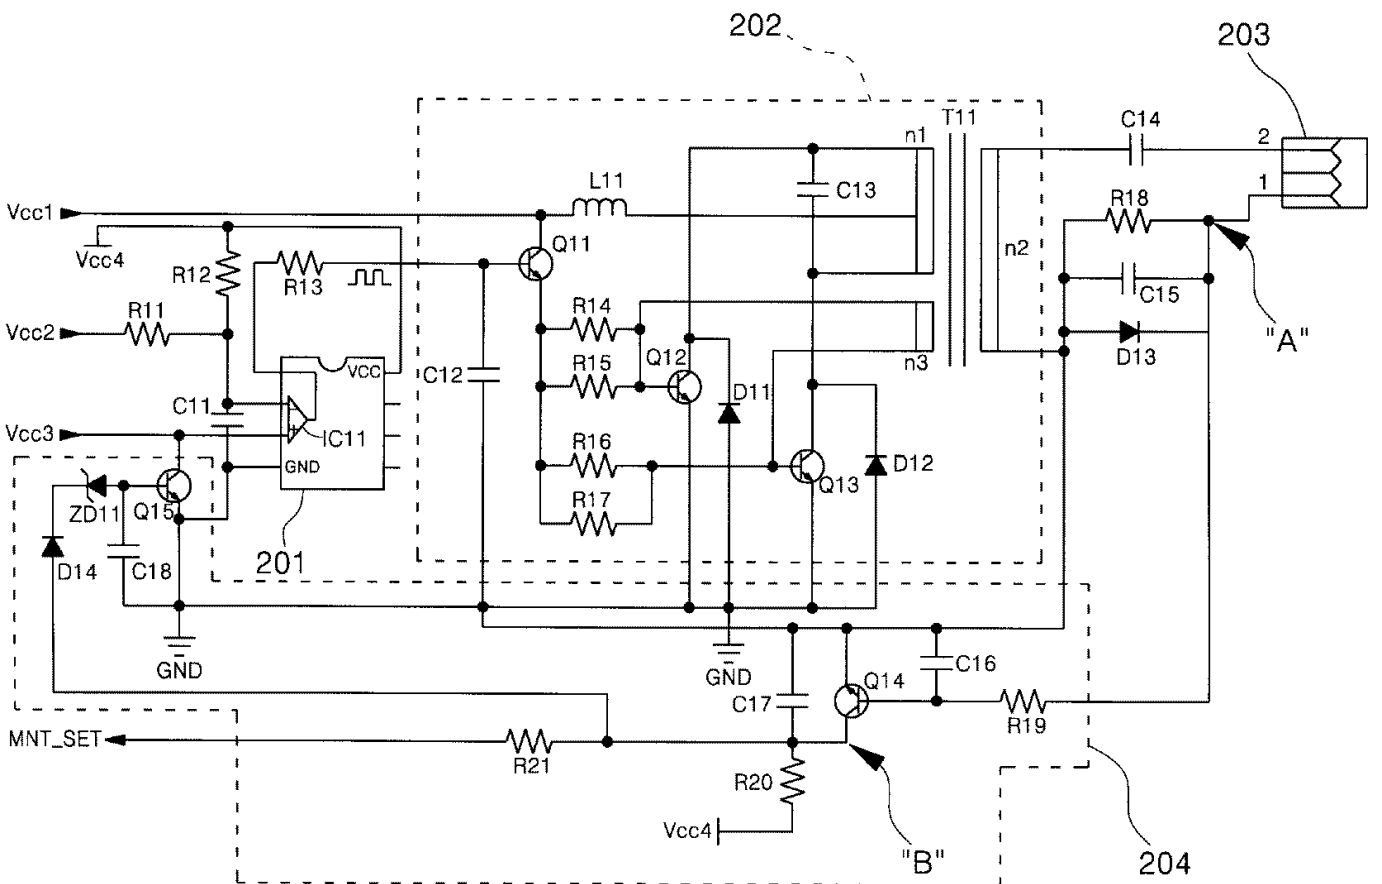 202
203
T11
C14
n1
2
L11
C13
1
Vcc1
R18
Q11
Vcc4
R12
n2
R13
C15
R11
R14
Vcc2
"A"
Q12
D13
n3
VCC
C12
R15
D11
C11
Vcc3
IC11
R16
GND
D12
Q13
ZD11
Q15
R17
201
D14
C18
GND
GND
C16
Q14
C17
R19
MNT_SET
R21
R20
Vcc4
"B"
204